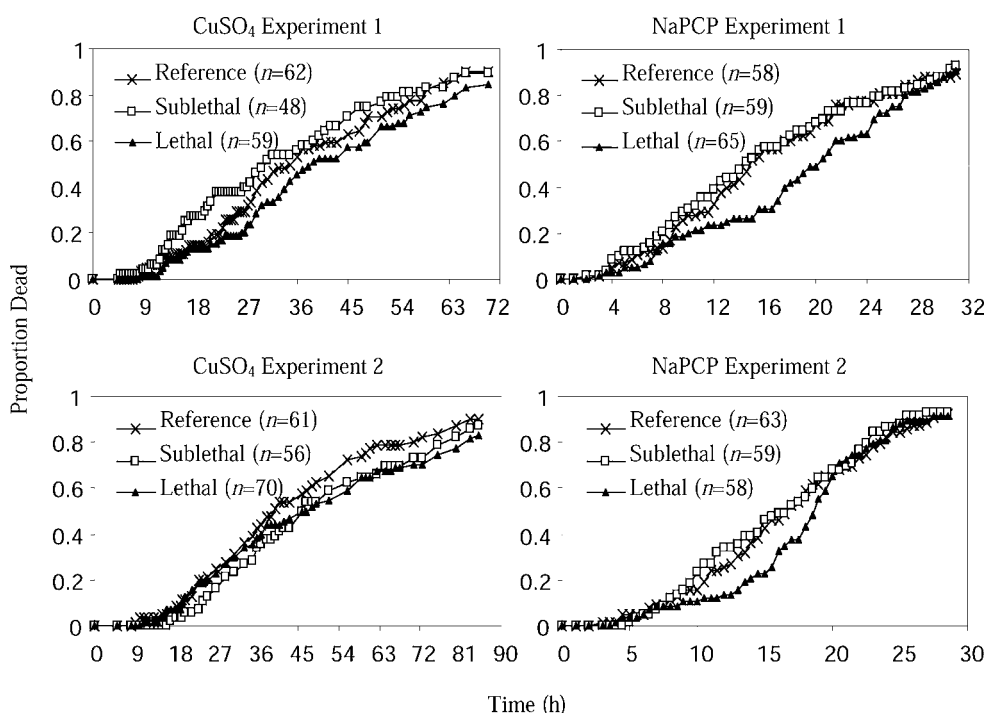 CuSO₄ Experiment 1
1
0.8
0.6
0.4
0.2
0
Reference (n=62)
Sublethal (n=48)
Lethal (n=59)
0 9 18 27 36 45 54 63 72
NaPCP Experiment 1
1
0.8
0.6
0.4
0.2
0
Reference (n=58)
Sublethal (n=59)
Lethal (n=65)
0 4 8 12 16 20 24 28 32
Proportion Dead
CuSO₄ Experiment 2
1
0.8
0.6
0.4
0.2
0
Reference (n=61)
Sublethal (n=56)
Lethal (n=70)
0 9 18 27 36 45 54 63 72 81 90
NaPCP Experiment 2
1
0.8
0.6
0.4
0.2
0
Reference (n=63)
Sublethal (n=59)
Lethal (n=58)
0 5 10 15 20 25 30
Time (h)